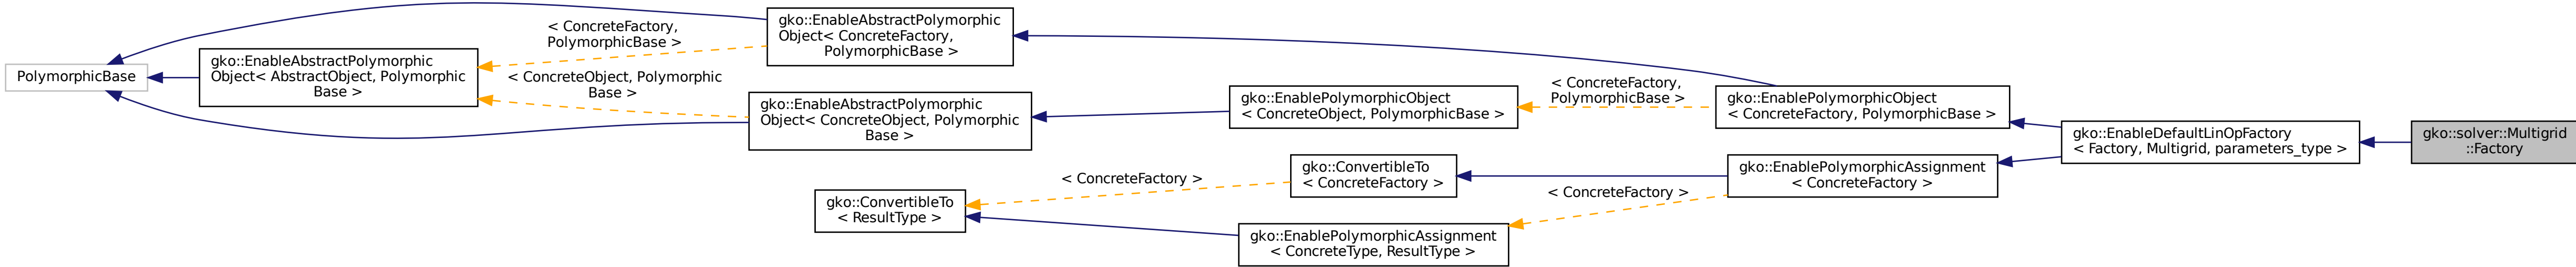 PolymorphicBase
gko::EnableAbstractPolymorphic
Object< AbstractObject, Polymorphic
Base >
< ConcreteFactory,
PolymorphicBase >
< ConcreteObject, Polymorphic
Base >
gko::EnableAbstractPolymorphic
Object< ConcreteFactory,
PolymorphicBase >
gko::EnableAbstractPolymorphic
Object< ConcreteObject, Polymorphic
Base >
gko::ConvertibleTo
< ResultType >
< ConcreteFactory >
gko::EnablePolymorphicObject
< ConcreteObject, PolymorphicBase >
gko::ConvertibleTo
< ConcreteFactory >
gko::EnablePolymorphicAssignment
< ConcreteType, ResultType >
< ConcreteFactory,
PolymorphicBase >
< ConcreteFactory >
gko::EnablePolymorphicObject
< ConcreteFactory, PolymorphicBase >
gko::EnablePolymorphicAssignment
< ConcreteFactory >
gko::EnableDefaultLinOpFactory
< Factory, Multigrid, parameters_type >
gko::solver::Multigrid
::Factory